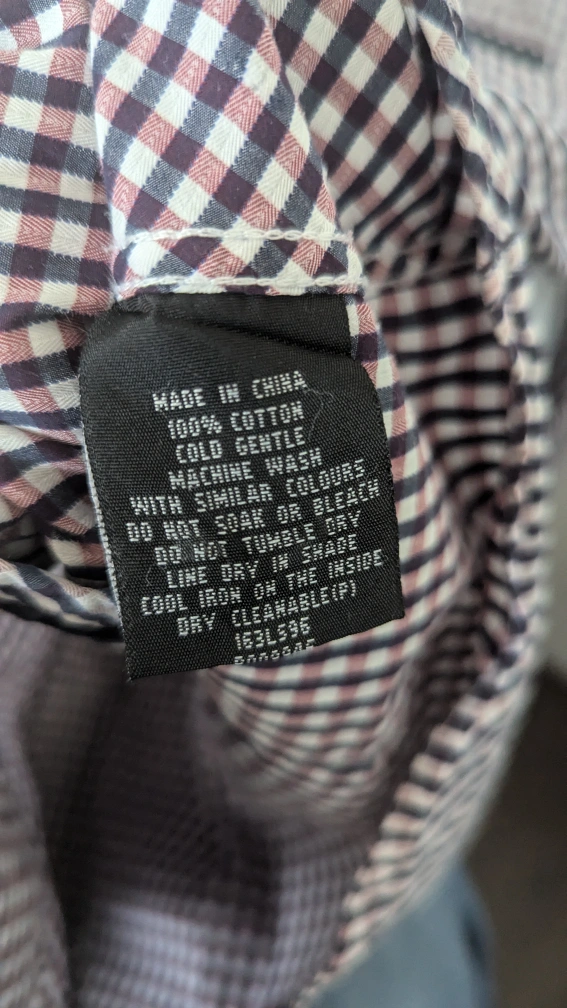 MADE IN CHINA
100% COTTON
COLD GENTLE
MACHINE WASH
WITH SIMILAR COLOURS
DO NOT SOAK OR BLEACH
DO NOT TUMBLE DRY
LINE DRY IN SHADE
COOL IRON ON THE INSIDE
DRY CLEANABLE(P)
163L396